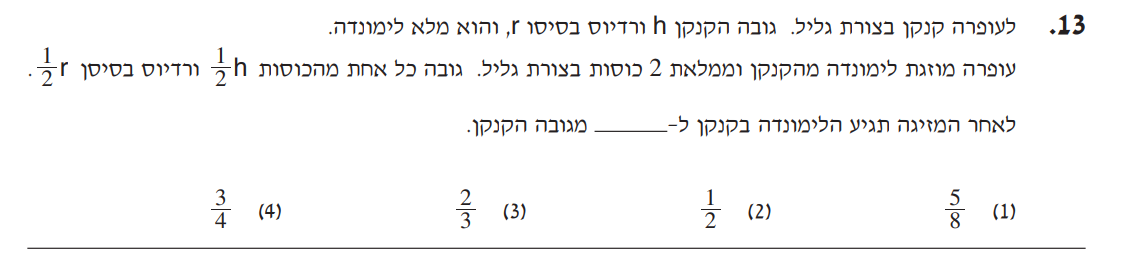 13. לעופרה קנקן בצורת גליל. גובה הקנקן h ורדיוס בסיסו r, והוא מלא לימונדה.
עופרה מוזגת לימונדה מהקנקן וממלאת 2 כוסות בצורת גליל. גובה כל אחת מהכוסות $\frac{1}{2}$h ורדיוס בסיסן $\frac{1}{2}$r.
לאחר המזיגה תגיע הלימונדה בקנקן ל-______ מגובה הקנקן.
(1) $\frac{5}{8}$ (2) $\frac{1}{2}$ (3) $\frac{2}{3}$ (4) $\frac{3}{4}$